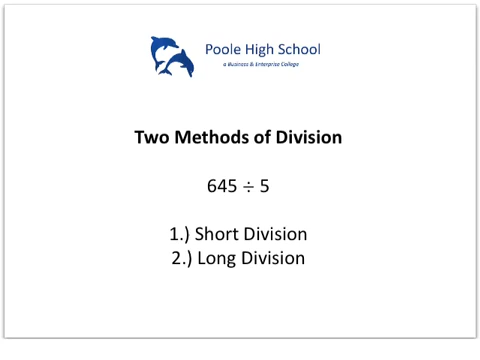 Poole High School
a Business & Enterprise College
Two Methods of Division
645 ÷ 5
1.) Short Division
2.) Long Division